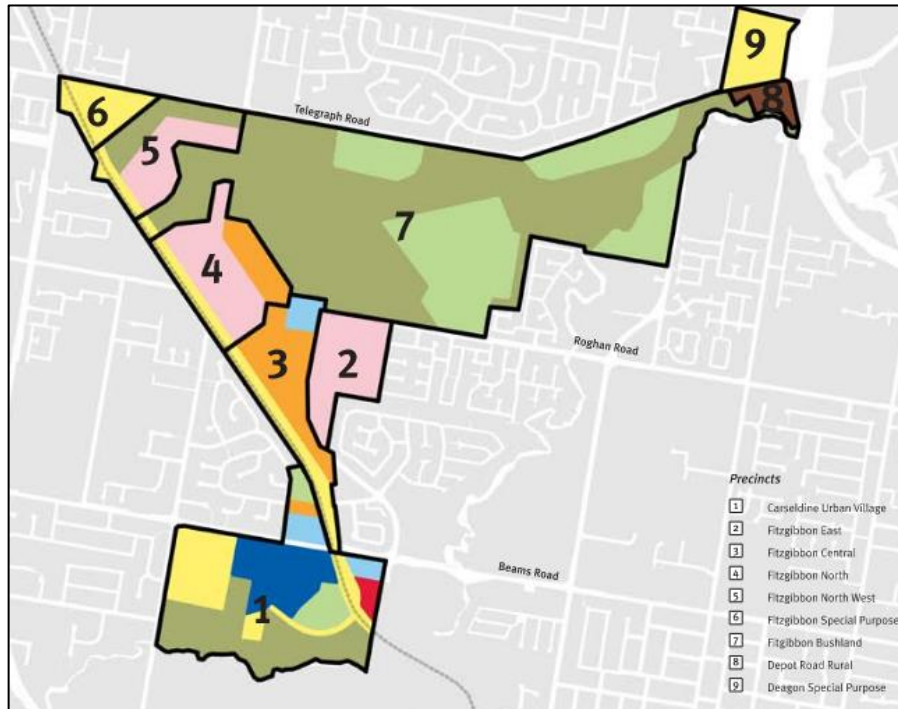 9
8
6
Telegraph Road
5
7
4
Roghan Road
3
2
Precincts
1 Carseldine Urban Village
2 Fitzgibbon East
3 Fitzgibbon Central
4 Fitzgibbon North
5 Fitzgibbon North West
6 Fitzgibbon Special Purpose
7 Fitgibbon Bushland
8 Depot Road Rural
9 Deagon Special Purpose
Beams Road
1